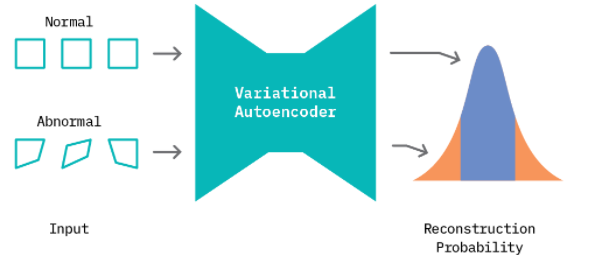 Normal
Abnormal
Variational
Autoencoder
Input
Reconstruction
Probability